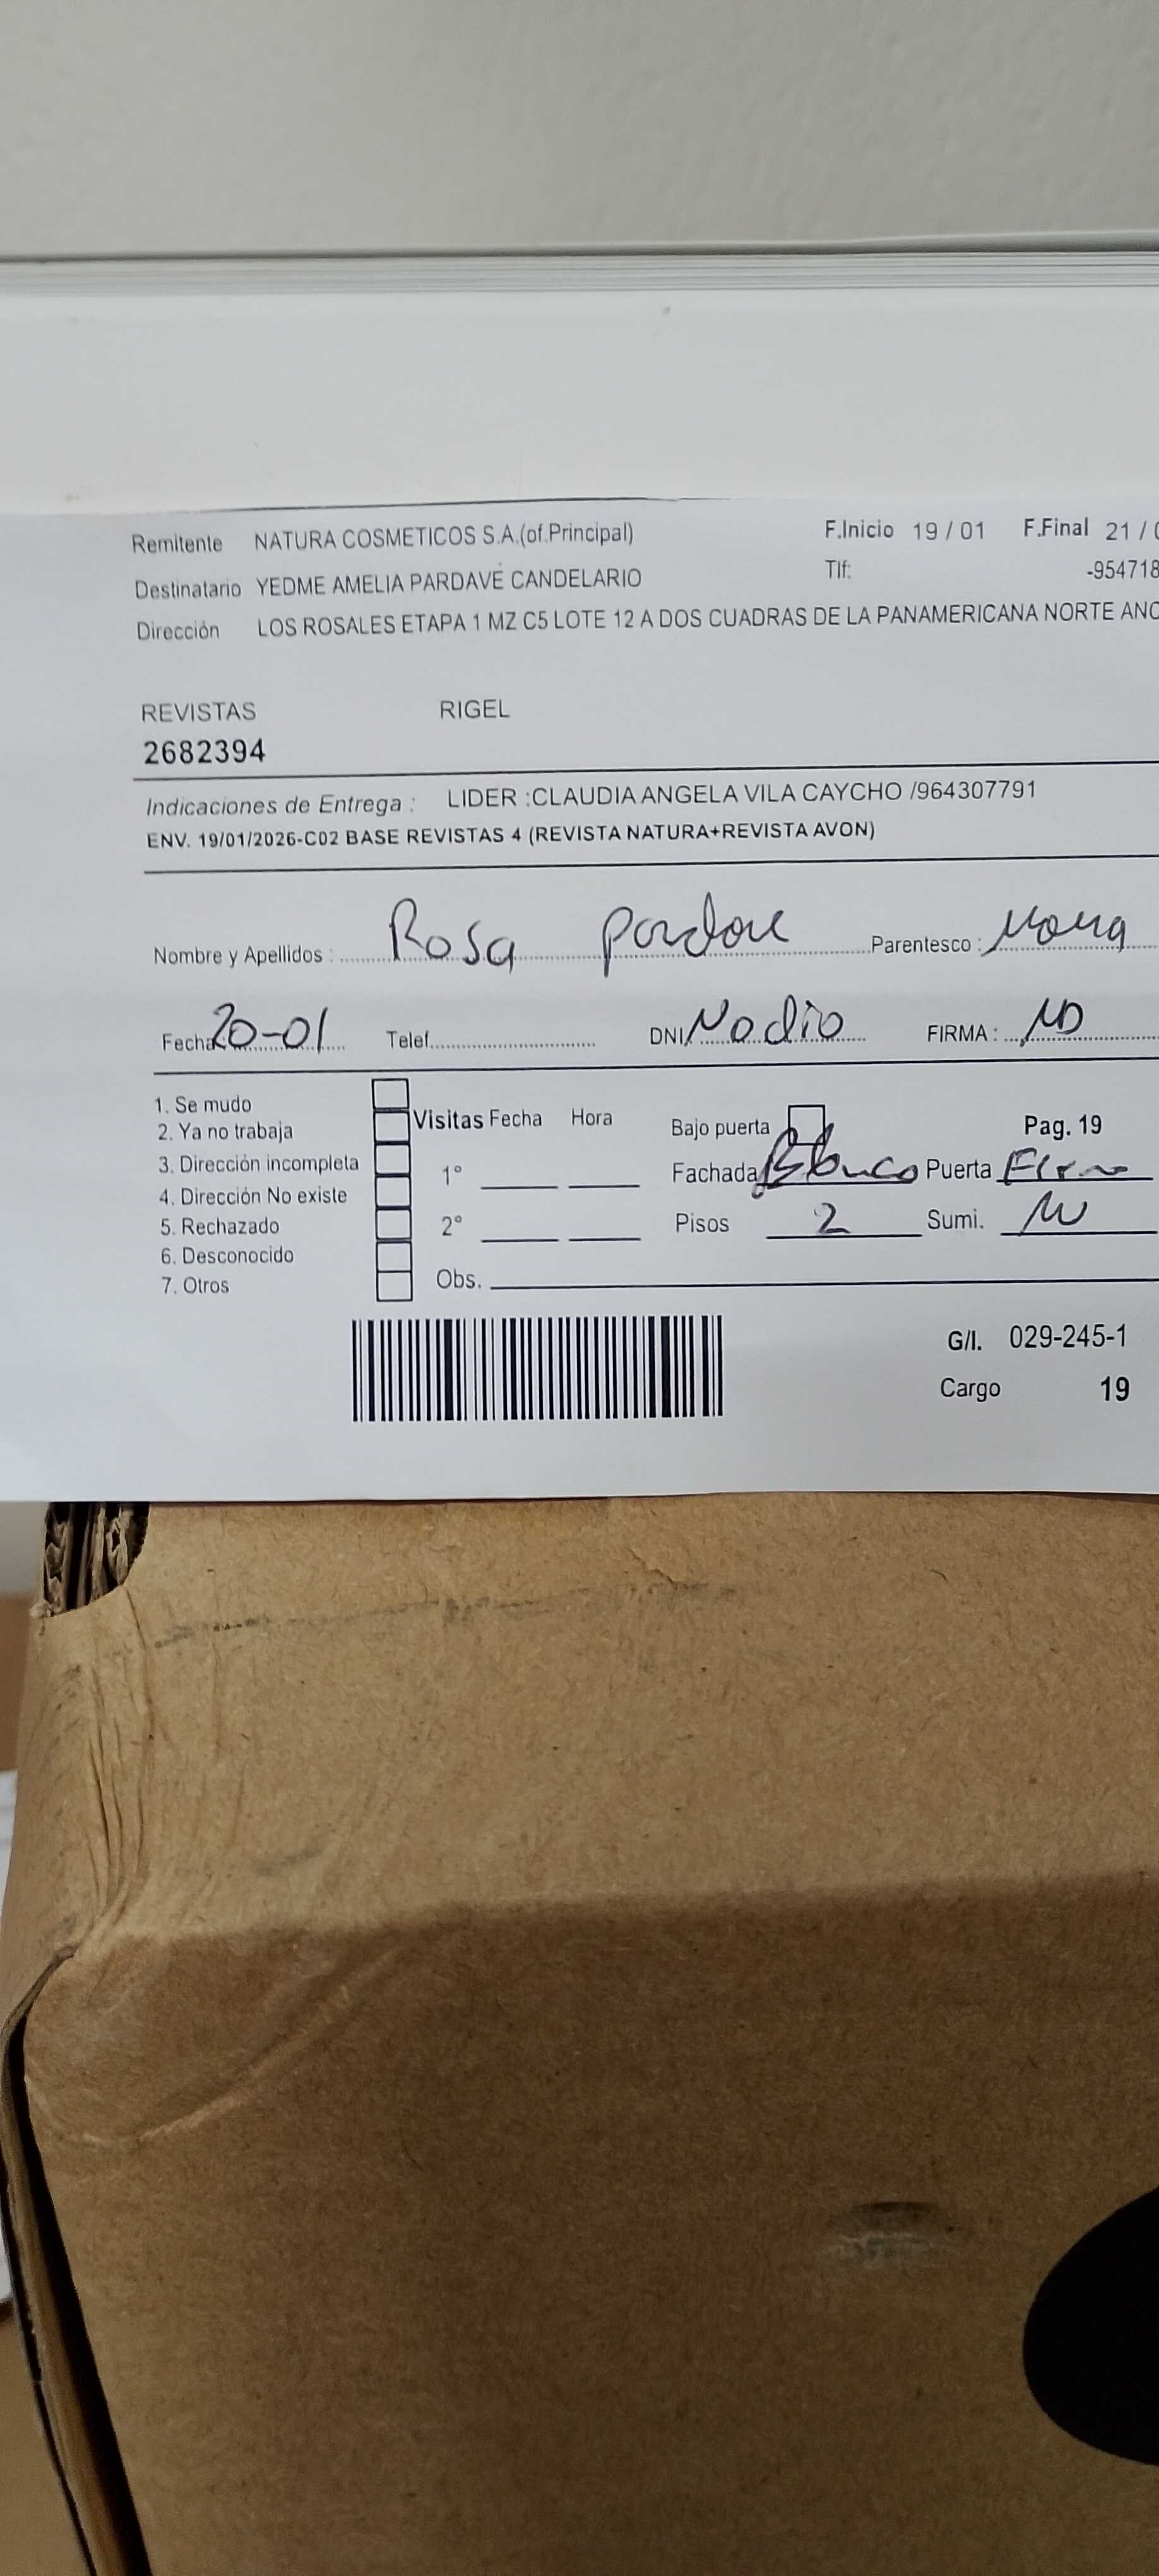 Remitente NATURA COSMETICOS S.A.(of.Principal) F.Inicio 19 / 01 F.Final 21 /
Destinatario YEDME AMELIA PARDAVE CANDELARIO Tlf: -954718
Dirección LOS ROSALES ETAPA 1 MZ C5 LOTE 12 A DOS CUADRAS DE LA PANAMERICANA NORTE ANC
REVISTAS RIGEL
2682394
Indicaciones de Entrega : LIDER :CLAUDIA ANGELA VILA CAYCHO /964307791
ENV. 19/01/2026-C02 BASE REVISTAS 4 (REVISTA NATURA+REVISTA AVON)
Nombre y Apellidos : Rosa Pardave Parentesco :
Fecha 20-01 Telef. DNI No dio FIRMA :
1. Se mudo
2. Ya no trabaja
3. Dirección incompleta
4. Dirección No existe
5. Rechazado
6. Desconocido
7. Otros
Visitas Fecha Hora
1°
2°
Obs.
Bajo puerta Pag. 19
Fachada Blanco Puerta
Pisos 2 Sumi.
G/I. 029-245-1
Cargo 19